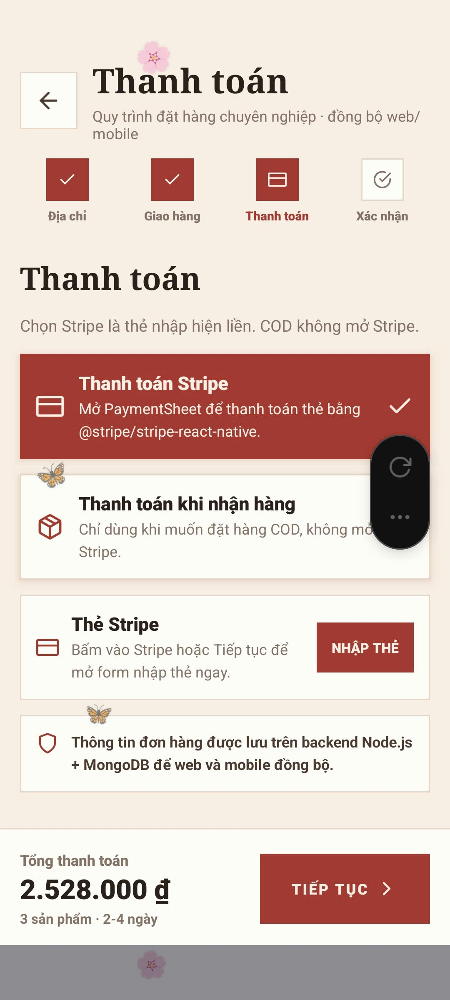 Thanh toán
Quy trình đặt hàng chuyên nghiệp · đồng bộ web/
mobile
Địa chỉ
Giao hàng
Thanh toán
Xác nhận
Thanh toán
Chọn Stripe là thẻ nhập hiện liền. COD không mở Stripe.
Thanh toán Stripe
Mở PaymentSheet để thanh toán thẻ bằng
@stripe/stripe-react-native.
Thanh toán khi nhận hàng
Chỉ dùng khi muốn đặt hàng COD, không mở
Stripe.
Thẻ Stripe
Bấm vào Stripe hoặc Tiếp tục để
mở form nhập thẻ ngay.
NHẬP THẺ
Thông tin đơn hàng được lưu trên backend Node.js
+ MongoDB để web và mobile đồng bộ.
Tổng thanh toán
2.528.000 ₫
3 sản phẩm · 2-4 ngày
TIẾP TỤC